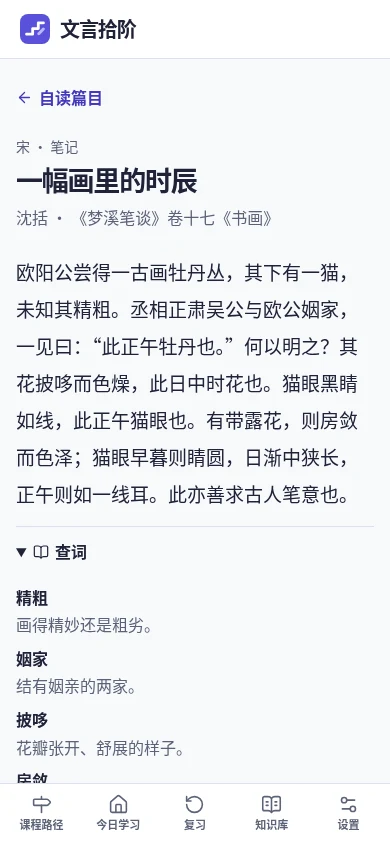 文言拾阶
← 自读篇目
宋 · 笔记
一幅画里的时辰
沈括 · 《梦溪笔谈》卷十七《书画》
欧阳公尝得一古画牡丹丛，其下有一猫，
未知其精粗。丞相正肃吴公与欧公姻家，
一见曰：“此正午牡丹也。”何以明之？其
花披哆而色燥，此日中时花也。猫眼黑睛
如线，此正午猫眼也。有带露花，则房敛
而色泽；猫眼早暮则睛圆，日渐中狭长，
正午则如一线耳。此亦善求古人笔意也。
▼ 查词
精粗
画得精妙还是粗劣。
姻家
结有姻亲的两家。
披哆
花瓣张开、舒展的样子。
房敛
课程路径 今日学习 复习 知识库 设置